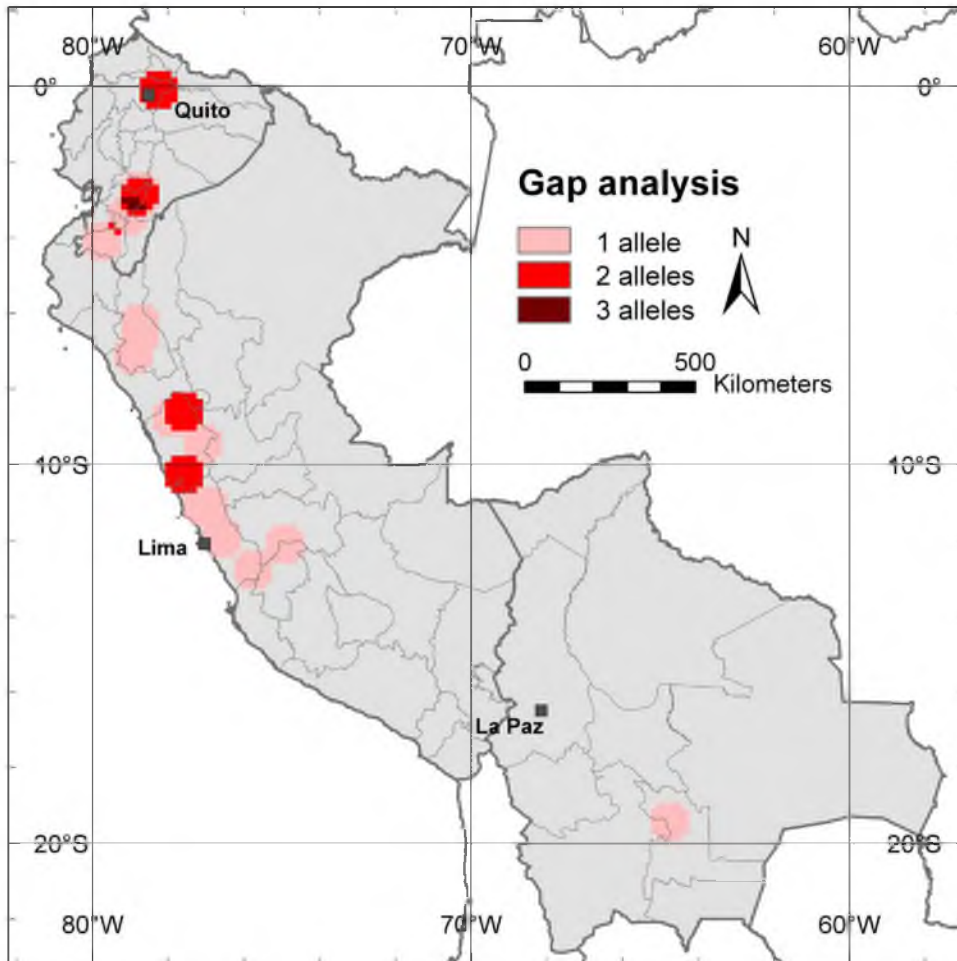 80°W 70°W 60°W
0° 0°
Quito
Gap analysis
1 allele
2 alleles
3 alleles
N
0 500
Kilometers
10°S 10°S
Lima
La Paz
20°S 20°S
80°W 70°W 60°W